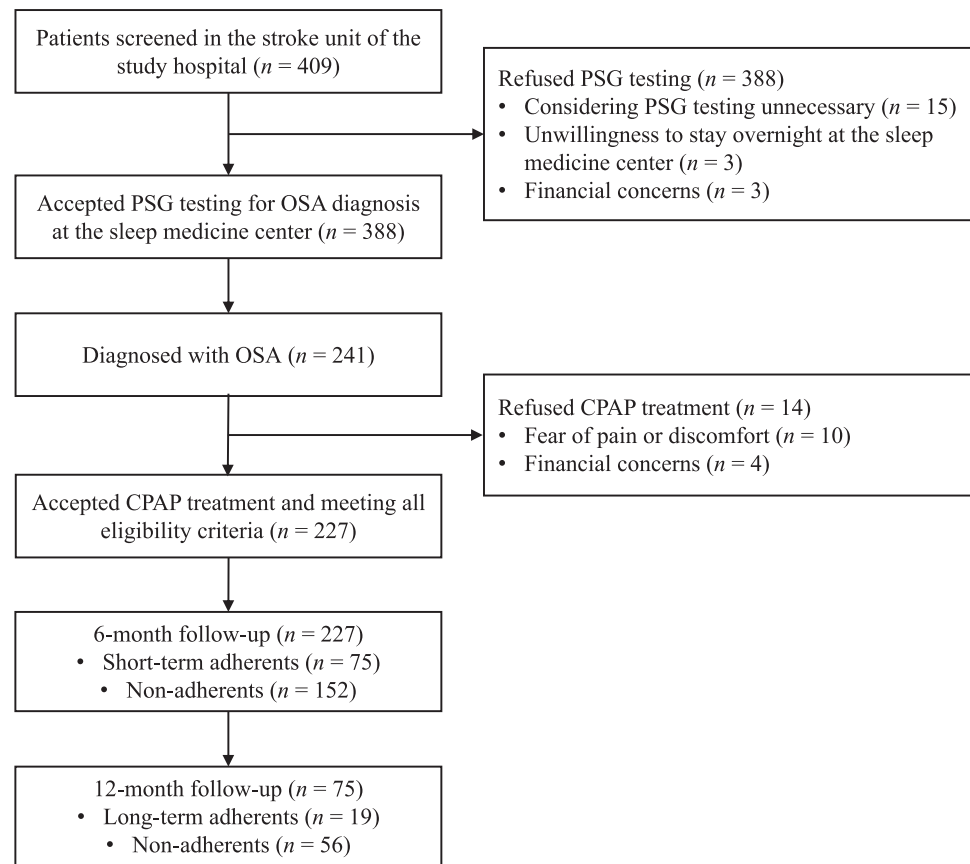 Patients screened in the stroke unit of the
study hospital (n = 409)
Refused PSG testing (n = 388)
• Considering PSG testing unnecessary (n = 15)
• Unwillingness to stay overnight at the sleep
medicine center (n = 3)
• Financial concerns (n = 3)
Accepted PSG testing for OSA diagnosis
at the sleep medicine center (n = 388)
Diagnosed with OSA (n = 241)
Refused CPAP treatment (n = 14)
• Fear of pain or discomfort (n = 10)
• Financial concerns (n = 4)
Accepted CPAP treatment and meeting all
eligibility criteria (n = 227)
6-month follow-up (n = 227)
• Short-term adherents (n = 75)
• Non-adherents (n = 152)
12-month follow-up (n = 75)
• Long-term adherents (n = 19)
• Non-adherents (n = 56)